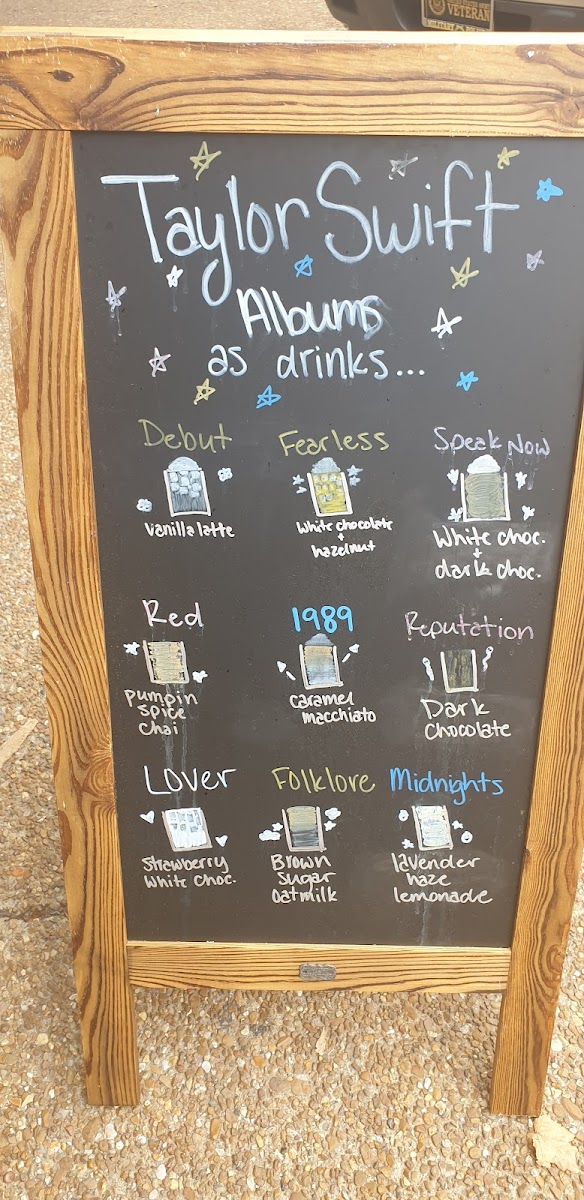 VETERAN
Taylor Swift
Albums
as drinks...
Debut
vanilla latte
Fearless
White chocolate
+
hazelnut
Speak Now
White choc.
+
dark choc.
Red
pumpin
spice
chai
1989
caramel
macchiato
Reputation
Dark
chocolate
Lover
strawberry
white choc.
Folklore
Brown
sugar
oatmilk
Midnights
lavender
haze
lemonade